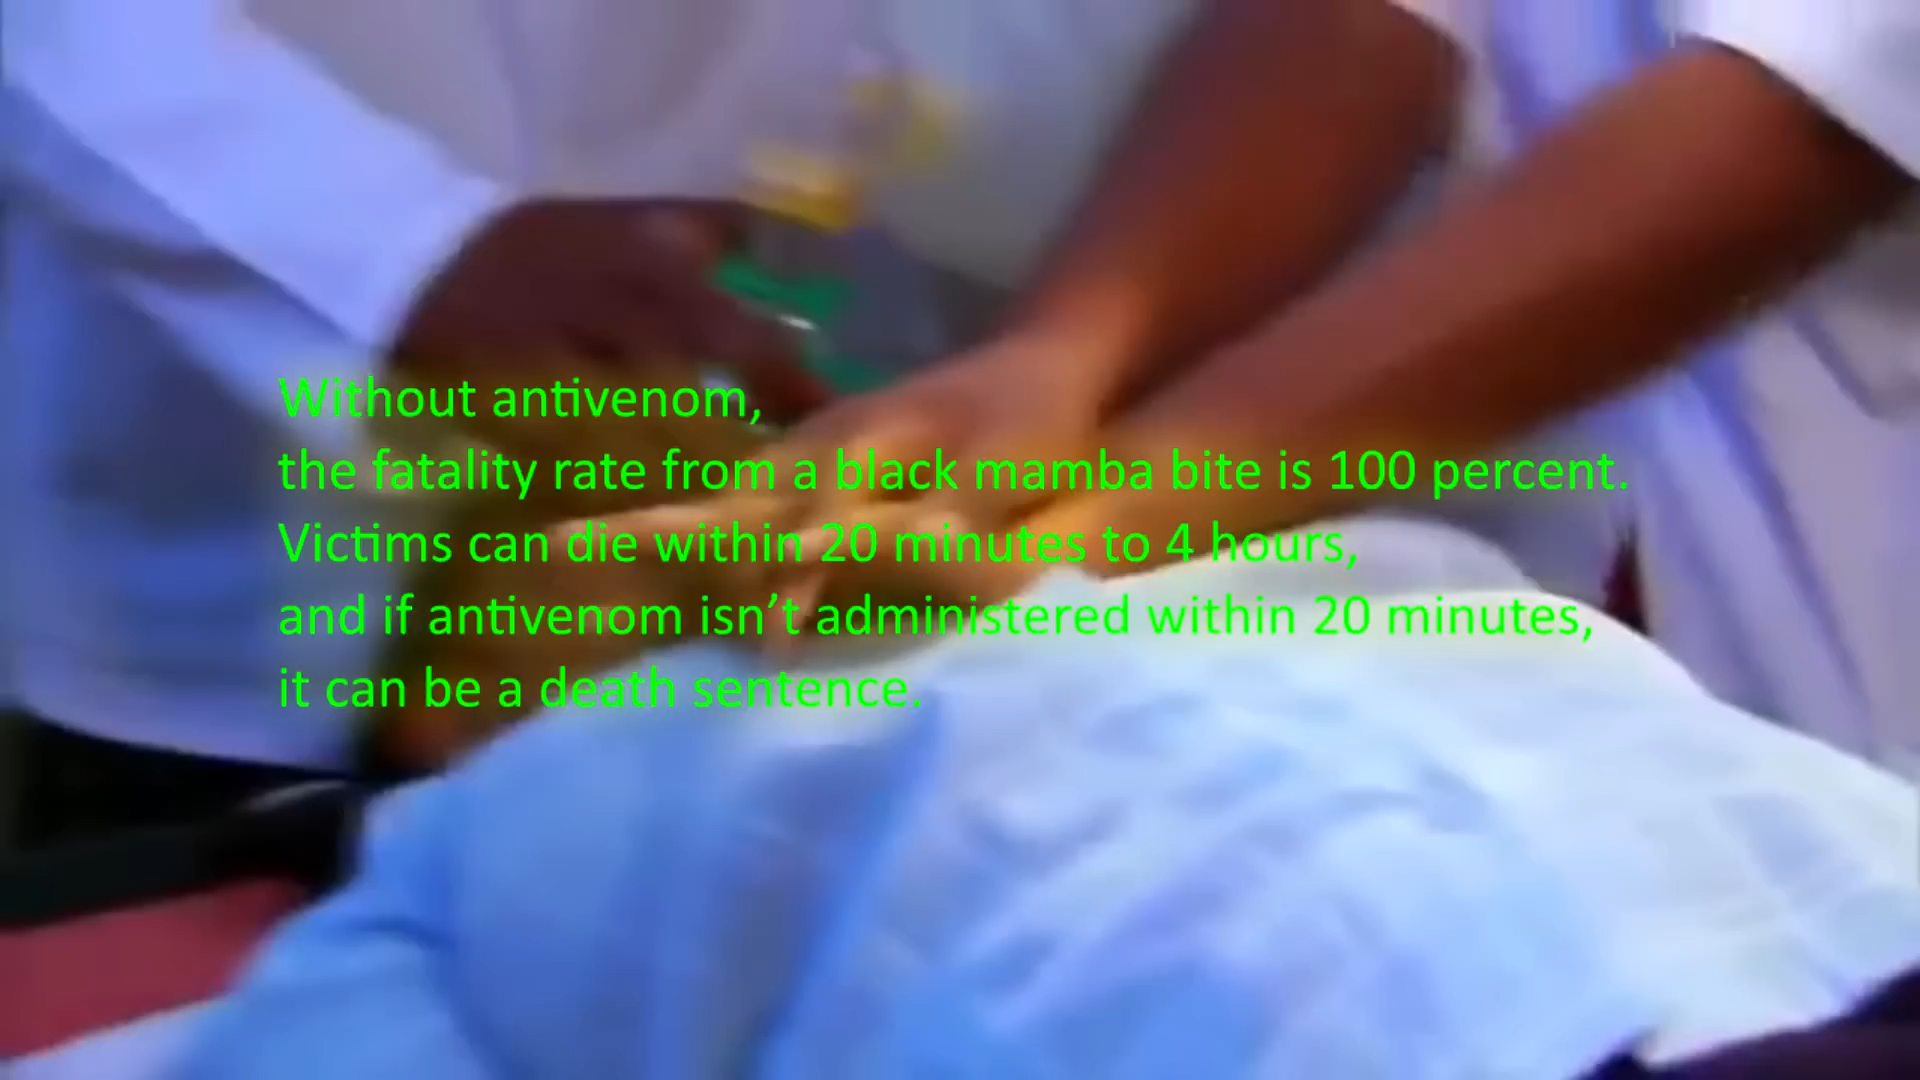 Without antivenom,
the fatality rate from a black mamba bite is 100 percent.
Victims can die within 20 minutes to 4 hours,
and if antivenom isn’t administered within 20 minutes,
it can be a death sentence.